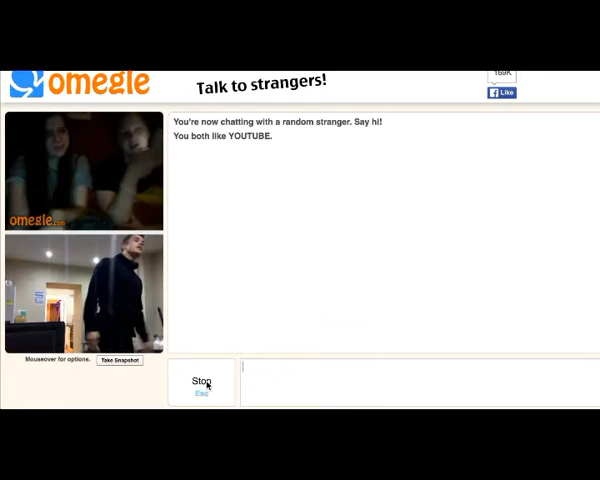 omegle
Talk to strangers!
169K
Like
You're now chatting with a random stranger. Say hi!
You both like YOUTUBE.
omegle.com
Mouseover for options.
Take Snapshot
Stop
Esc